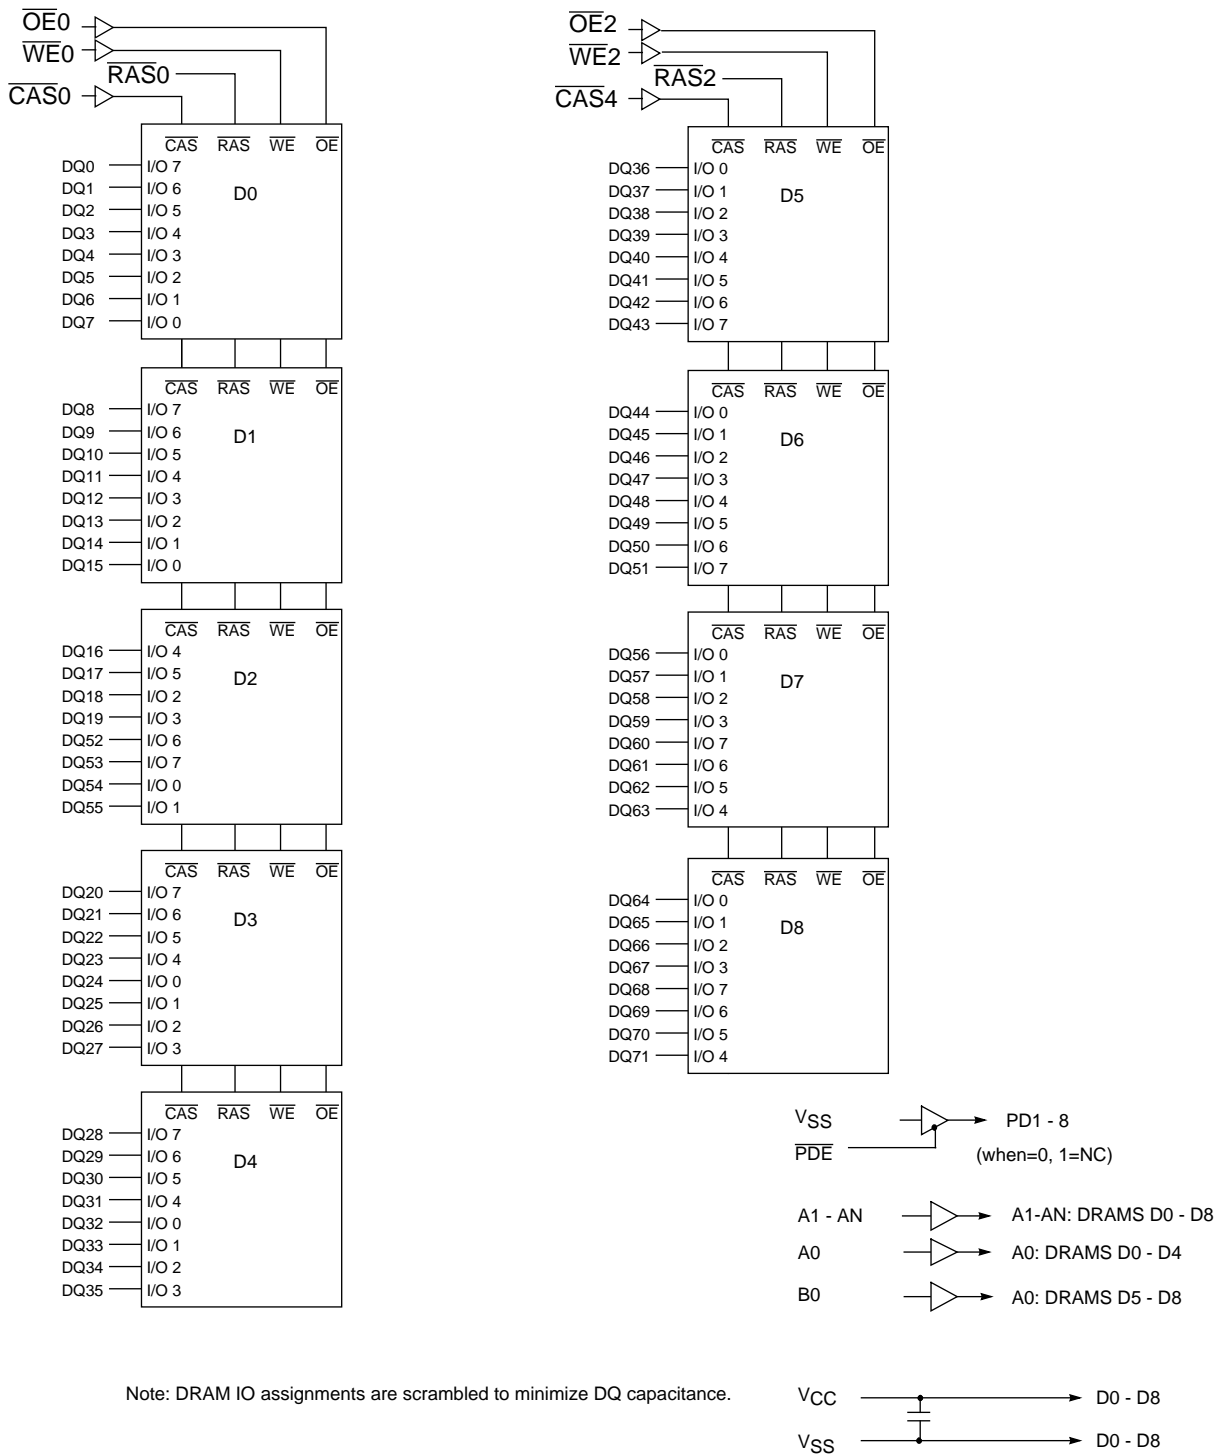 OE0
WE0
RAS0
CAS0
CAS RAS WE OE
D0
DQ0 I/O 7
DQ1 I/O 6
DQ2 I/O 5
DQ3 I/O 4
DQ4 I/O 3
DQ5 I/O 2
DQ6 I/O 1
DQ7 I/O 0
CAS RAS WE OE
D1
DQ8 I/O 7
DQ9 I/O 6
DQ10 I/O 5
DQ11 I/O 4
DQ12 I/O 3
DQ13 I/O 2
DQ14 I/O 1
DQ15 I/O 0
CAS RAS WE OE
D2
DQ16 I/O 4
DQ17 I/O 5
DQ18 I/O 2
DQ19 I/O 3
DQ52 I/O 6
DQ53 I/O 7
DQ54 I/O 0
DQ55 I/O 1
CAS RAS WE OE
D3
DQ20 I/O 7
DQ21 I/O 6
DQ22 I/O 5
DQ23 I/O 4
DQ24 I/O 0
DQ25 I/O 1
DQ26 I/O 2
DQ27 I/O 3
CAS RAS WE OE
D4
DQ28 I/O 7
DQ29 I/O 6
DQ30 I/O 5
DQ31 I/O 4
DQ32 I/O 0
DQ33 I/O 1
DQ34 I/O 2
DQ35 I/O 3
OE2
WE2
RAS2
CAS4
CAS RAS WE OE
D5
DQ36 I/O 0
DQ37 I/O 1
DQ38 I/O 2
DQ39 I/O 3
DQ40 I/O 4
DQ41 I/O 5
DQ42 I/O 6
DQ43 I/O 7
CAS RAS WE OE
D6
DQ44 I/O 0
DQ45 I/O 1
DQ46 I/O 2
DQ47 I/O 3
DQ48 I/O 4
DQ49 I/O 5
DQ50 I/O 6
DQ51 I/O 7
CAS RAS WE OE
D7
DQ56 I/O 0
DQ57 I/O 1
DQ58 I/O 2
DQ59 I/O 3
DQ60 I/O 7
DQ61 I/O 6
DQ62 I/O 5
DQ63 I/O 4
CAS RAS WE OE
D8
DQ64 I/O 0
DQ65 I/O 1
DQ66 I/O 2
DQ67 I/O 3
DQ68 I/O 7
DQ69 I/O 6
DQ70 I/O 5
DQ71 I/O 4
VSS PD1 - 8
PDE (when=0, 1=NC)
A1 - AN A1-AN: DRAMS D0 - D8
A0 A0: DRAMS D0 - D4
B0 A0: DRAMS D5 - D8
Note: DRAM IO assignments are scrambled to minimize DQ capacitance.
VCC D0 - D8
VSS D0 - D8